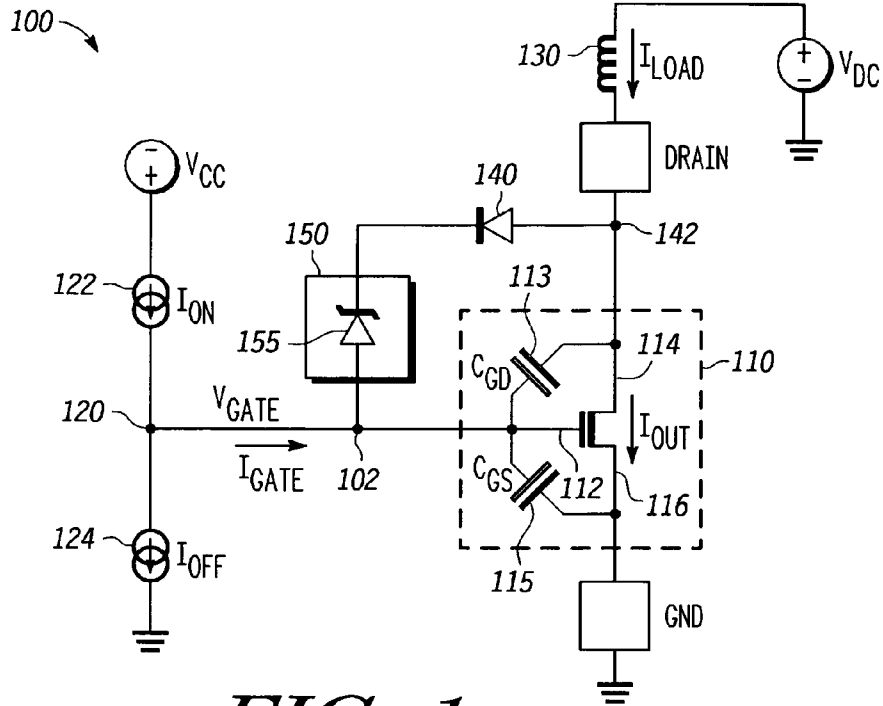 100
130
I_LOAD
V_DC
- +
V_CC
+ -
DRAIN
140
142
150
122
I_ON
113
155
C_GD
114
110
120
V_GATE
I_OUT
I_GATE
102
C_GS
112
116
124
I_OFF
115
GND